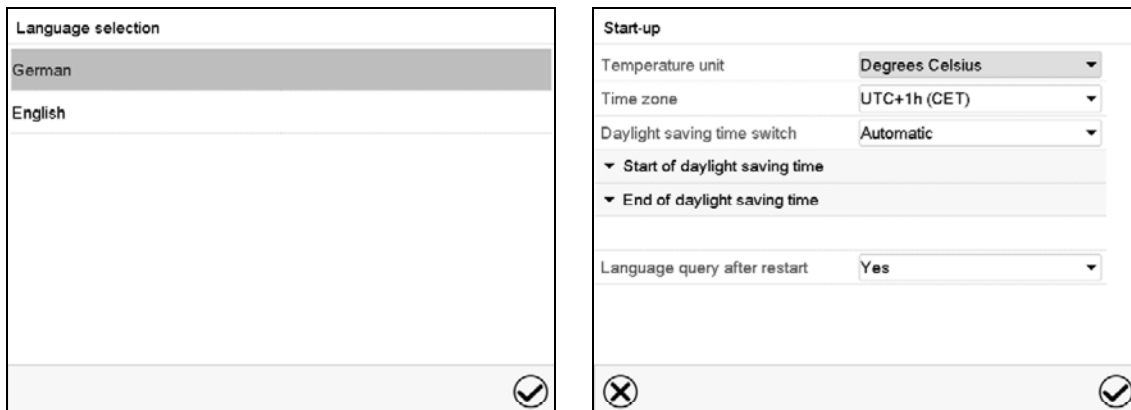 Language selection
German
English
Start-up
Temperature unit Degrees Celsius
Time zone UTC+1h (CET)
Daylight saving time switch Automatic
Start of daylight saving time
End of daylight saving time
Language query after restart Yes